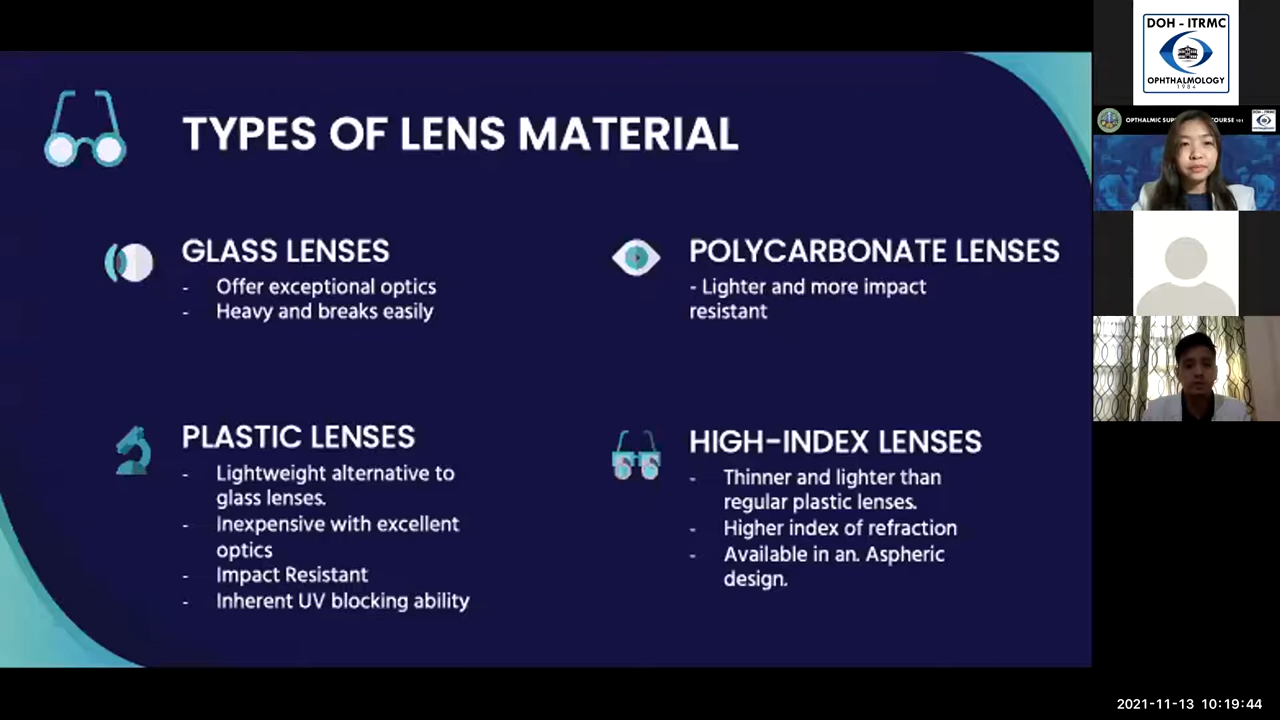 TYPES OF LENS MATERIAL
GLASS LENSES
- Offer exceptional optics
- Heavy and breaks easily
POLYCARBONATE LENSES
- Lighter and more impact
resistant
PLASTIC LENSES
- Lightweight alternative to
glass lenses.
- Inexpensive with excellent
optics
- Impact Resistant
- Inherent UV blocking ability
HIGH-INDEX LENSES
- Thinner and lighter than
regular plastic lenses.
- Higher index of refraction
- Available in an. Aspheric
design.
DOH - ITRMC
OPHTHALMOLOGY
1984
OPTHALMIC
OURSE 101
2021-11-13 10:19:44